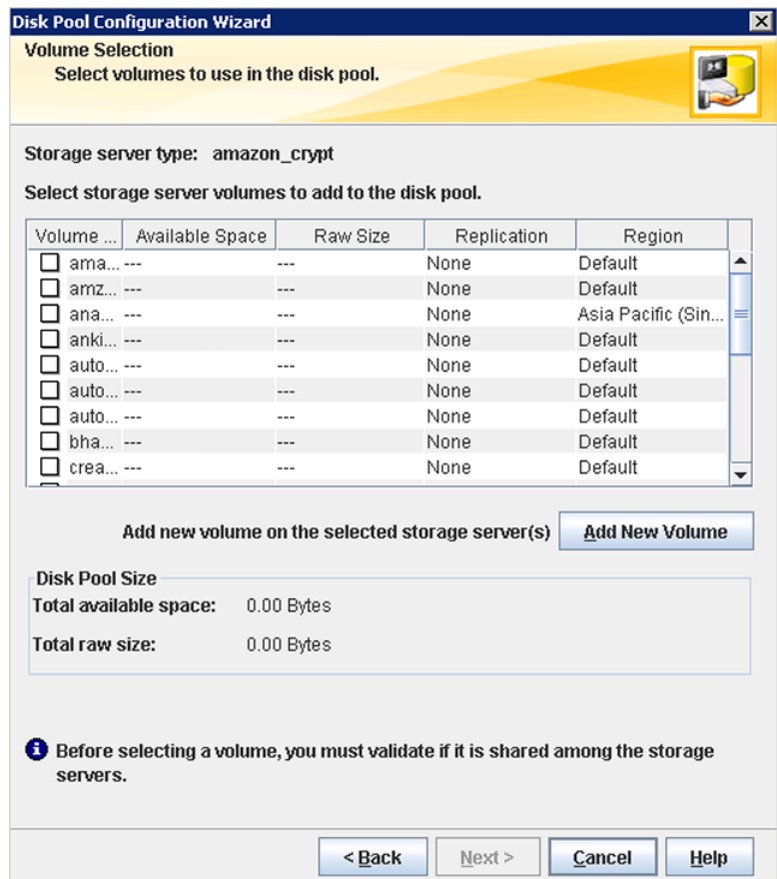 Disk Pool Configuration Wizard
Volume Selection
Select volumes to use in the disk pool.
Storage server type: amazon_crypt
Select storage server volumes to add to the disk pool.
Volume ... Available Space Raw Size Replication Region
ama... --- --- None Default
amz... --- --- None Default
ana... --- --- None Asia Pacific (Sin...
anki... --- --- None Default
auto... --- --- None Default
auto... --- --- None Default
auto... --- --- None Default
bha... --- --- None Default
crea... --- --- None Default
Add new volume on the selected storage server(s) Add New Volume
Disk Pool Size
Total available space: 0.00 Bytes
Total raw size: 0.00 Bytes
Before selecting a volume, you must validate if it is shared among the storage
servers.
< Back Next > Cancel Help